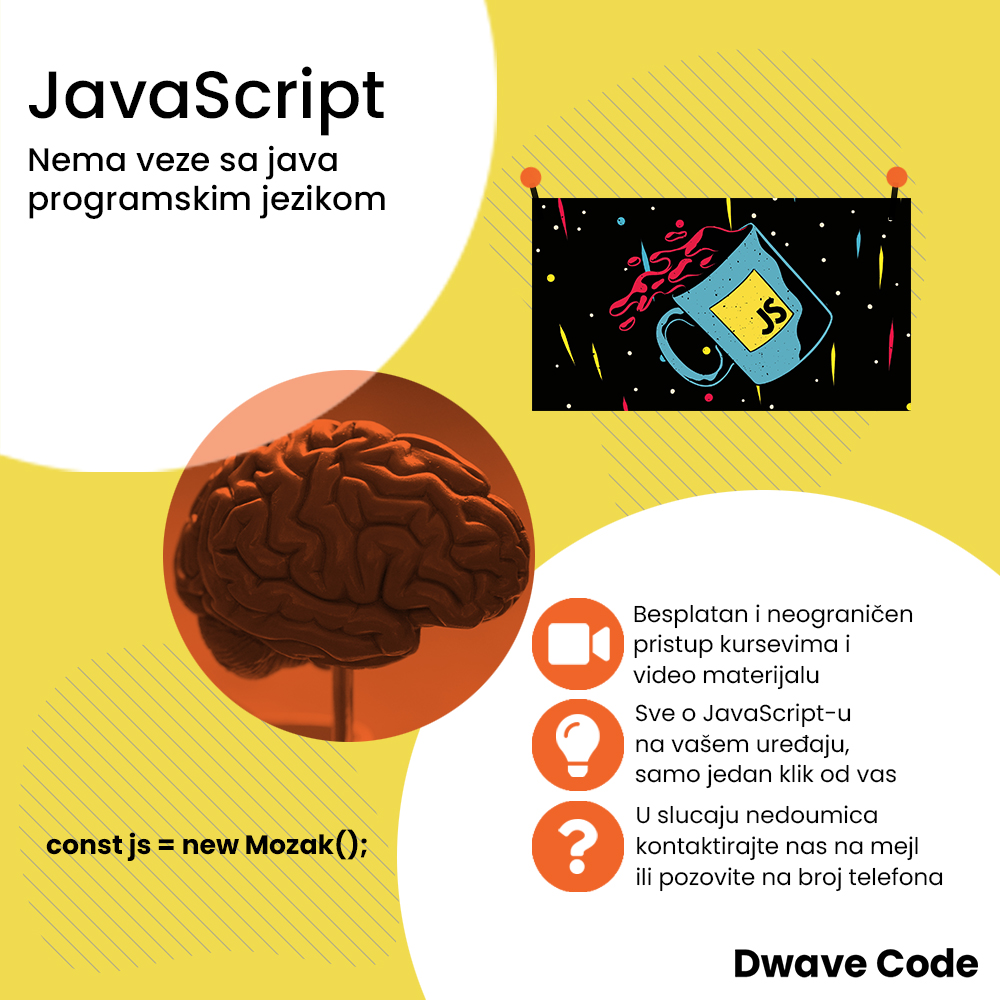 JavaScript
Nema veze sa java
programskim jezikom
JS
Besplatan i neograničen
pristup kursevima i
video materijalu
Sve o JavaScript-u
na vašem uređaju,
samo jedan klik od vas
U slucaju nedoumica
kontaktirajte nas na mejl
ili pozovite na broj telefona
const js = new Mozak();
Dwave Code